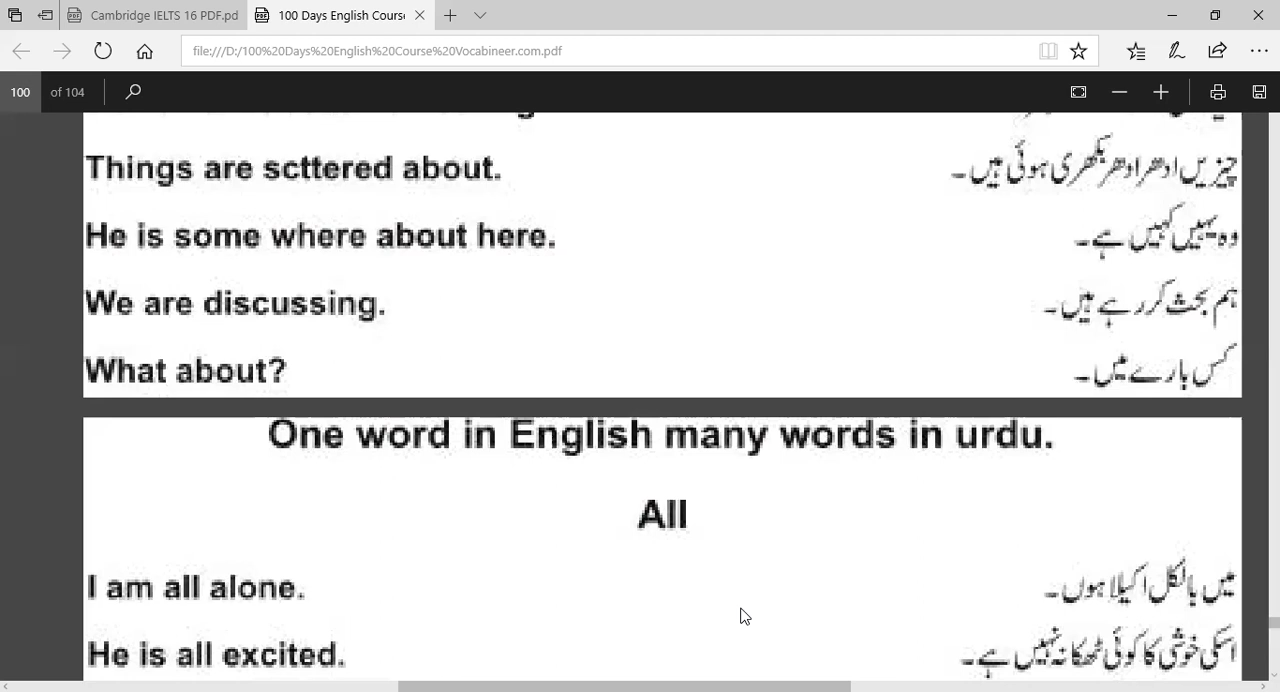 Cambridge IELTS 16 PDF.pd
100 Days English Cours
file:///D:/100%20Days%20English%20Course%20Vocabineer.com.pdf
100 of 104
Things are scttered about. چیزیں ادھر ادھر بکھری ہوئی ہیں ۔
He is some where about here. وہ یہیں کہیں ہے ۔
We are discussing. ہم بحث کر رہے ہیں ۔
What about? کس بارے میں ۔
One word in English many words in urdu.
All
I am all alone. میں بالکل اکیلا ہوں ۔
He is all excited. اسکی خوشی کا کوئی ٹھکانہ نہیں ہے ۔